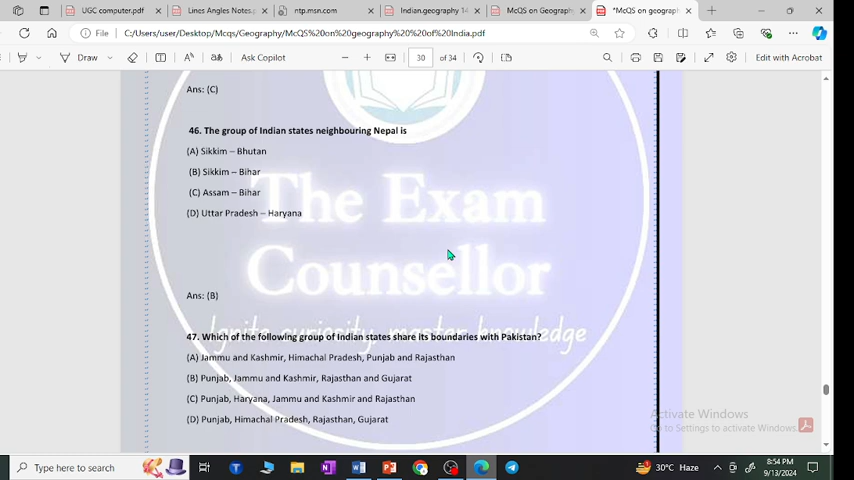 UGC computer.pdf
Lines Angles Notes.p
ntp.msn.com
Indian.geography 14
McQS on Geography
*McQS on geograph
File
C:/Users/user/Desktop/Mcqs/Geography/McQS%20on%20geography%20%20of%20India.pdf
Draw
Ask Copilot
30
of 34
Edit with Acrobat
Ans: (C)
46. The group of Indian states neighbouring Nepal is
(A) Sikkim – Bhutan
(B) Sikkim – Bihar
(C) Assam – Bihar
(D) Uttar Pradesh – Haryana
The Exam
Counsellor
Ans: (B)
Ignite curiosity, master knowledge
47. Which of the following group of Indian states share its boundaries with Pakistan?
(A) Jammu and Kashmir, Himachal Pradesh, Punjab and Rajasthan
(B) Punjab, Jammu and Kashmir, Rajasthan and Gujarat
(C) Punjab, Haryana, Jammu and Kashmir and Rajasthan
(D) Punjab, Himachal Pradesh, Rajasthan, Gujarat
Activate Windows
Go to Settings to activate Windows.
Type here to search
30°C Haze
8:54 PM
9/13/2024